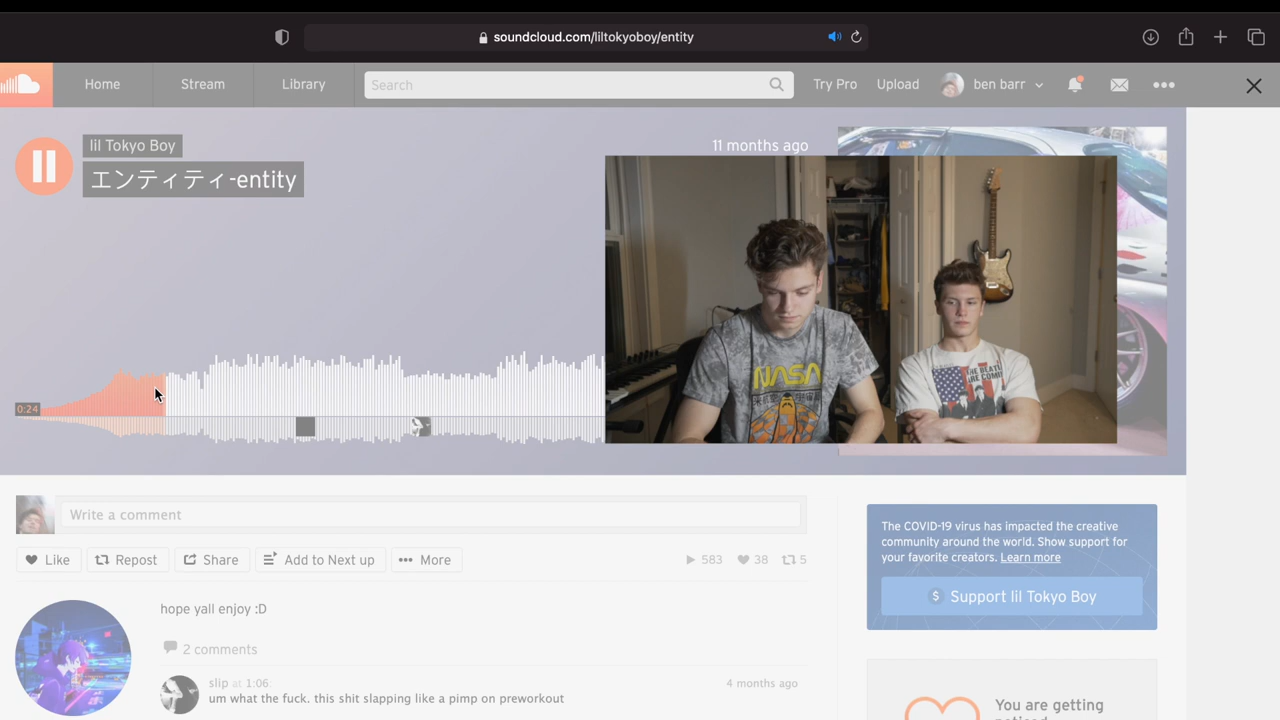 soundcloud.com/liltokyoboy/entity
Home
Stream
Library
Search
Try Pro
Upload
ben barr
lil Tokyo Boy
エンティティ-entity
11 months ago
0:24
NASA
Write a comment
Like
Repost
Share
Add to Next up
More
583
38
5
The COVID-19 virus has impacted the creative
community around the world. Show support for
your favorite creators. Learn more
$ Support lil Tokyo Boy
hope yall enjoy :D
2 comments
slip at 1:06:
4 months ago
um what the fuck. this shit slapping like a pimp on preworkout
You are getting